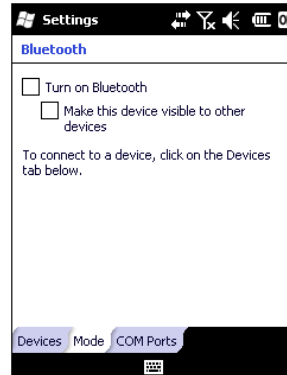 Settings
Bluetooth
Turn on Bluetooth
Make this device visible to other
devices
To connect to a device, click on the Devices
tab below.
Devices Mode COM Ports